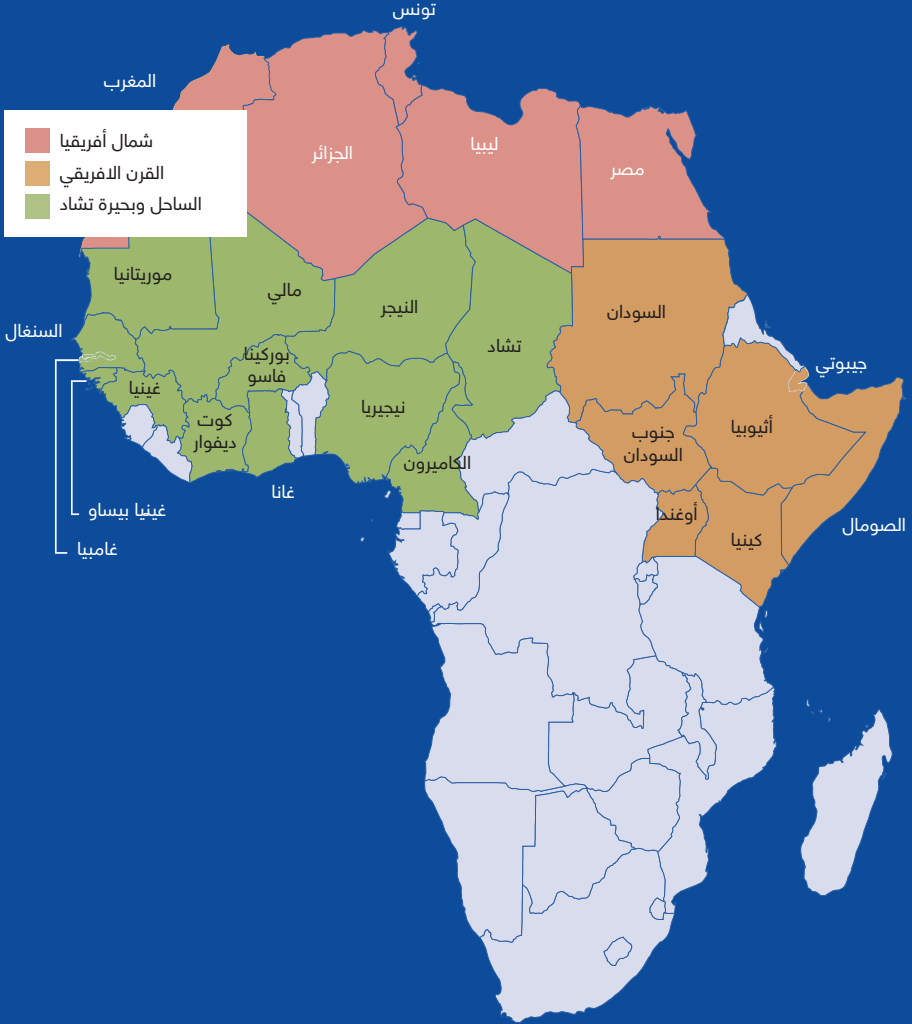 تونس
المغرب
شمال أفريقيا
القرن الافريقي
الساحل وبحيرة تشاد
الجزائر
ليبيا
مصر
موريتانيا
مالي
النيجر
تشاد
السودان
السنغال
جيبوتي
بوركينا
فاسو
غينيا
كوت
ديفوار
نيجيريا
أثيوبيا
جنوب
السودان
الكاميرون
غانا
غينيا بيساو
غامبيا
أوغندا
كينيا
الصومال